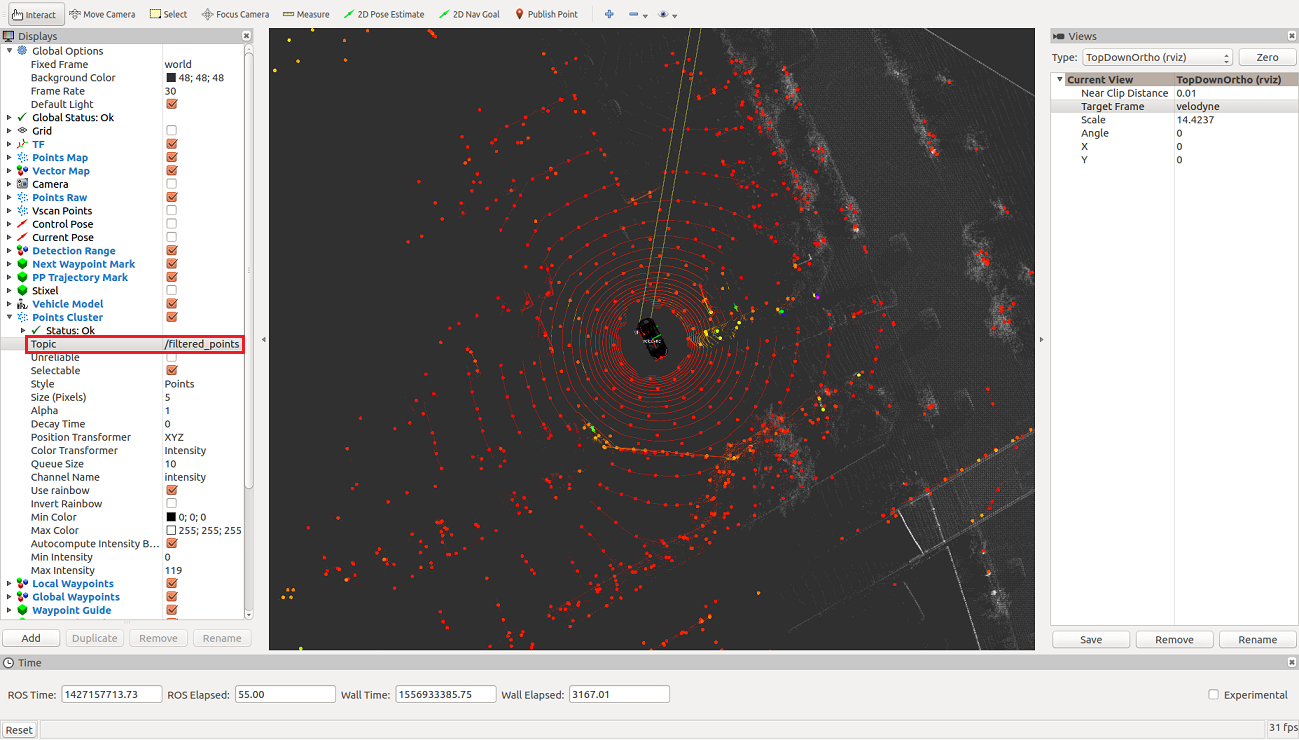 Interact Move Camera Select Focus Camera Measure 2D Pose Estimate 2D Nav Goal Publish Point
Displays
Global Options
Fixed Frame world
Background Color 48; 48; 48
Frame Rate 30
Default Light
Global Status: Ok
Grid
TF
Points Map
Vector Map
Camera
Points Raw
Vscan Points
Control Pose
Current Pose
Detection Range
Next Waypoint Mark
PP Trajectory Mark
Stixel
Vehicle Model
Points Cluster
Status: Ok
Topic /filtered_points
Unreliable
Selectable
Style Points
Size (Pixels) 5
Alpha 1
Decay Time 0
Position Transformer XYZ
Color Transformer Intensity
Queue Size 10
Channel Name intensity
Use rainbow
Invert Rainbow
Min Color 0; 0; 0
Max Color 255; 255; 255
Autocompute Intensity B...
Min Intensity 0
Max Intensity 119
Local Waypoints
Global Waypoints
Waypoint Guide
Add Duplicate Remove Rename
Views
Type: TopDownOrtho (rviz) Zero
Current View TopDownOrtho (rviz)
Near Clip Distance 0.01
Target Frame velodyne
Scale 14.4237
Angle 0
X 0
Y 0
Save Remove Rename
Time
ROS Time: 1427157713.73 ROS Elapsed: 55.00 Wall Time: 1556933385.75 Wall Elapsed: 3167.01 Experimental
Reset 31 fps